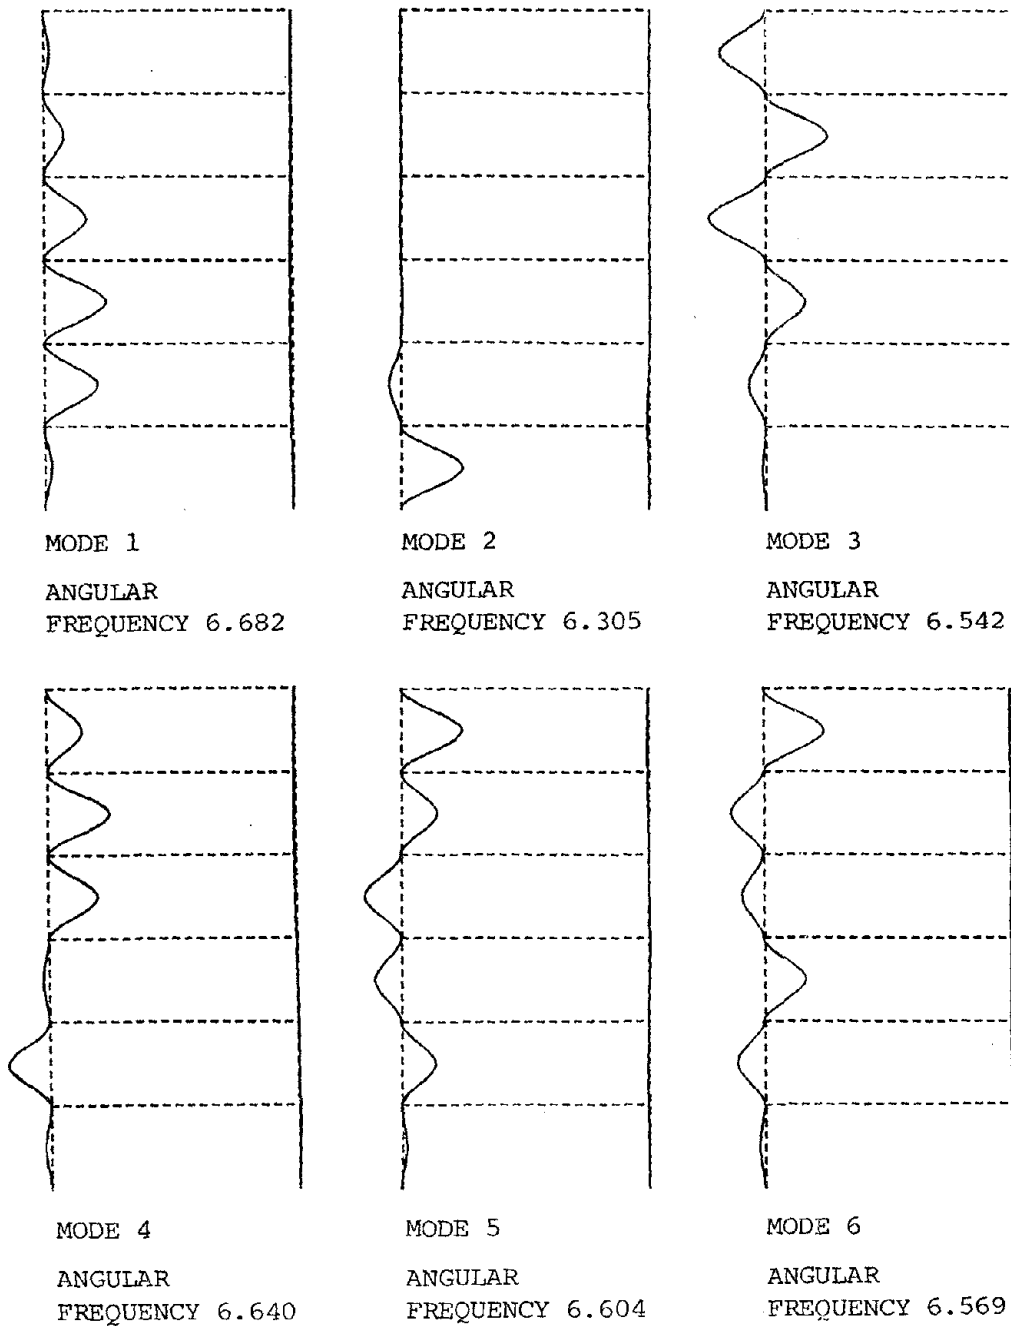 MODE 1
ANGULAR
FREQUENCY 6.682
MODE 2
ANGULAR
FREQUENCY 6.305
MODE 3
ANGULAR
FREQUENCY 6.542
MODE 4
ANGULAR
FREQUENCY 6.640
MODE 5
ANGULAR
FREQUENCY 6.604
MODE 6
ANGULAR
FREQUENCY 6.569